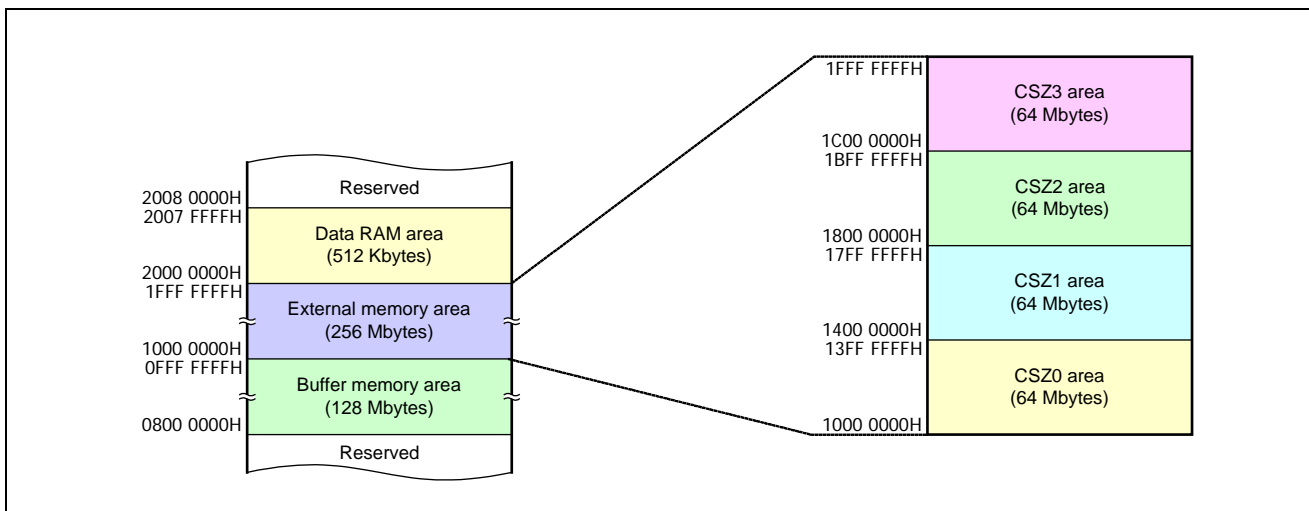 Reserved
2008 0000H
2007 FFFFH
Data RAM area
(512 Kbytes)
2000 0000H
1FFF FFFFH
External memory area
(256 Mbytes)
1000 0000H
0FFF FFFFH
Buffer memory area
(128 Mbytes)
0800 0000H
Reserved
1FFF FFFFH
CSZ3 area
(64 Mbytes)
1C00 0000H
1BFF FFFFH
CSZ2 area
(64 Mbytes)
1800 0000H
17FF FFFFH
CSZ1 area
(64 Mbytes)
1400 0000H
13FF FFFFH
CSZ0 area
(64 Mbytes)
1000 0000H